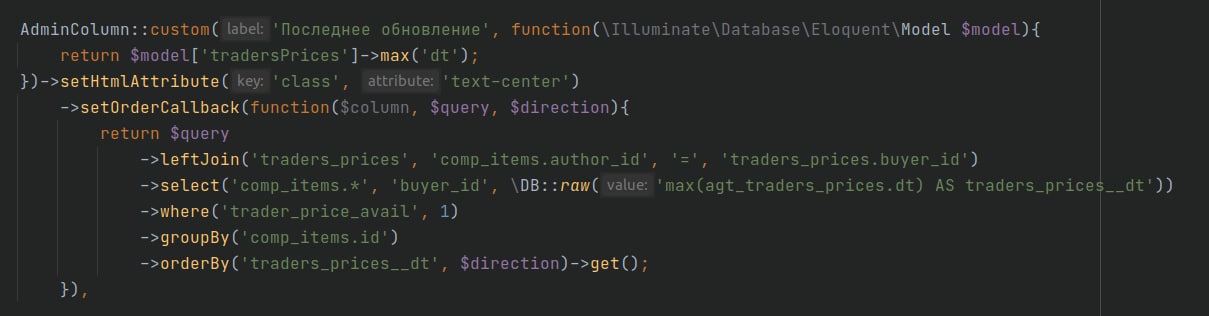 AdminColumn::custom( label: 'Последнее обновление', function(\Illuminate\Database\Eloquent\Model $model){
return $model['tradersPrices']->max('dt');
})->setHtmlAttribute( key: 'class', attribute: 'text-center')
->setOrderCallback(function($column, $query, $direction){
return $query
->leftJoin('traders_prices', 'comp_items.author_id', '=', 'traders_prices.buyer_id')
->select('comp_items.*', 'buyer_id', \DB::raw( value: 'max(agt_traders_prices.dt) AS traders_prices__dt'))
->where('trader_price_avail', 1)
->groupBy('comp_items.id')
->orderBy('traders_prices__dt', $direction)->get();
}),